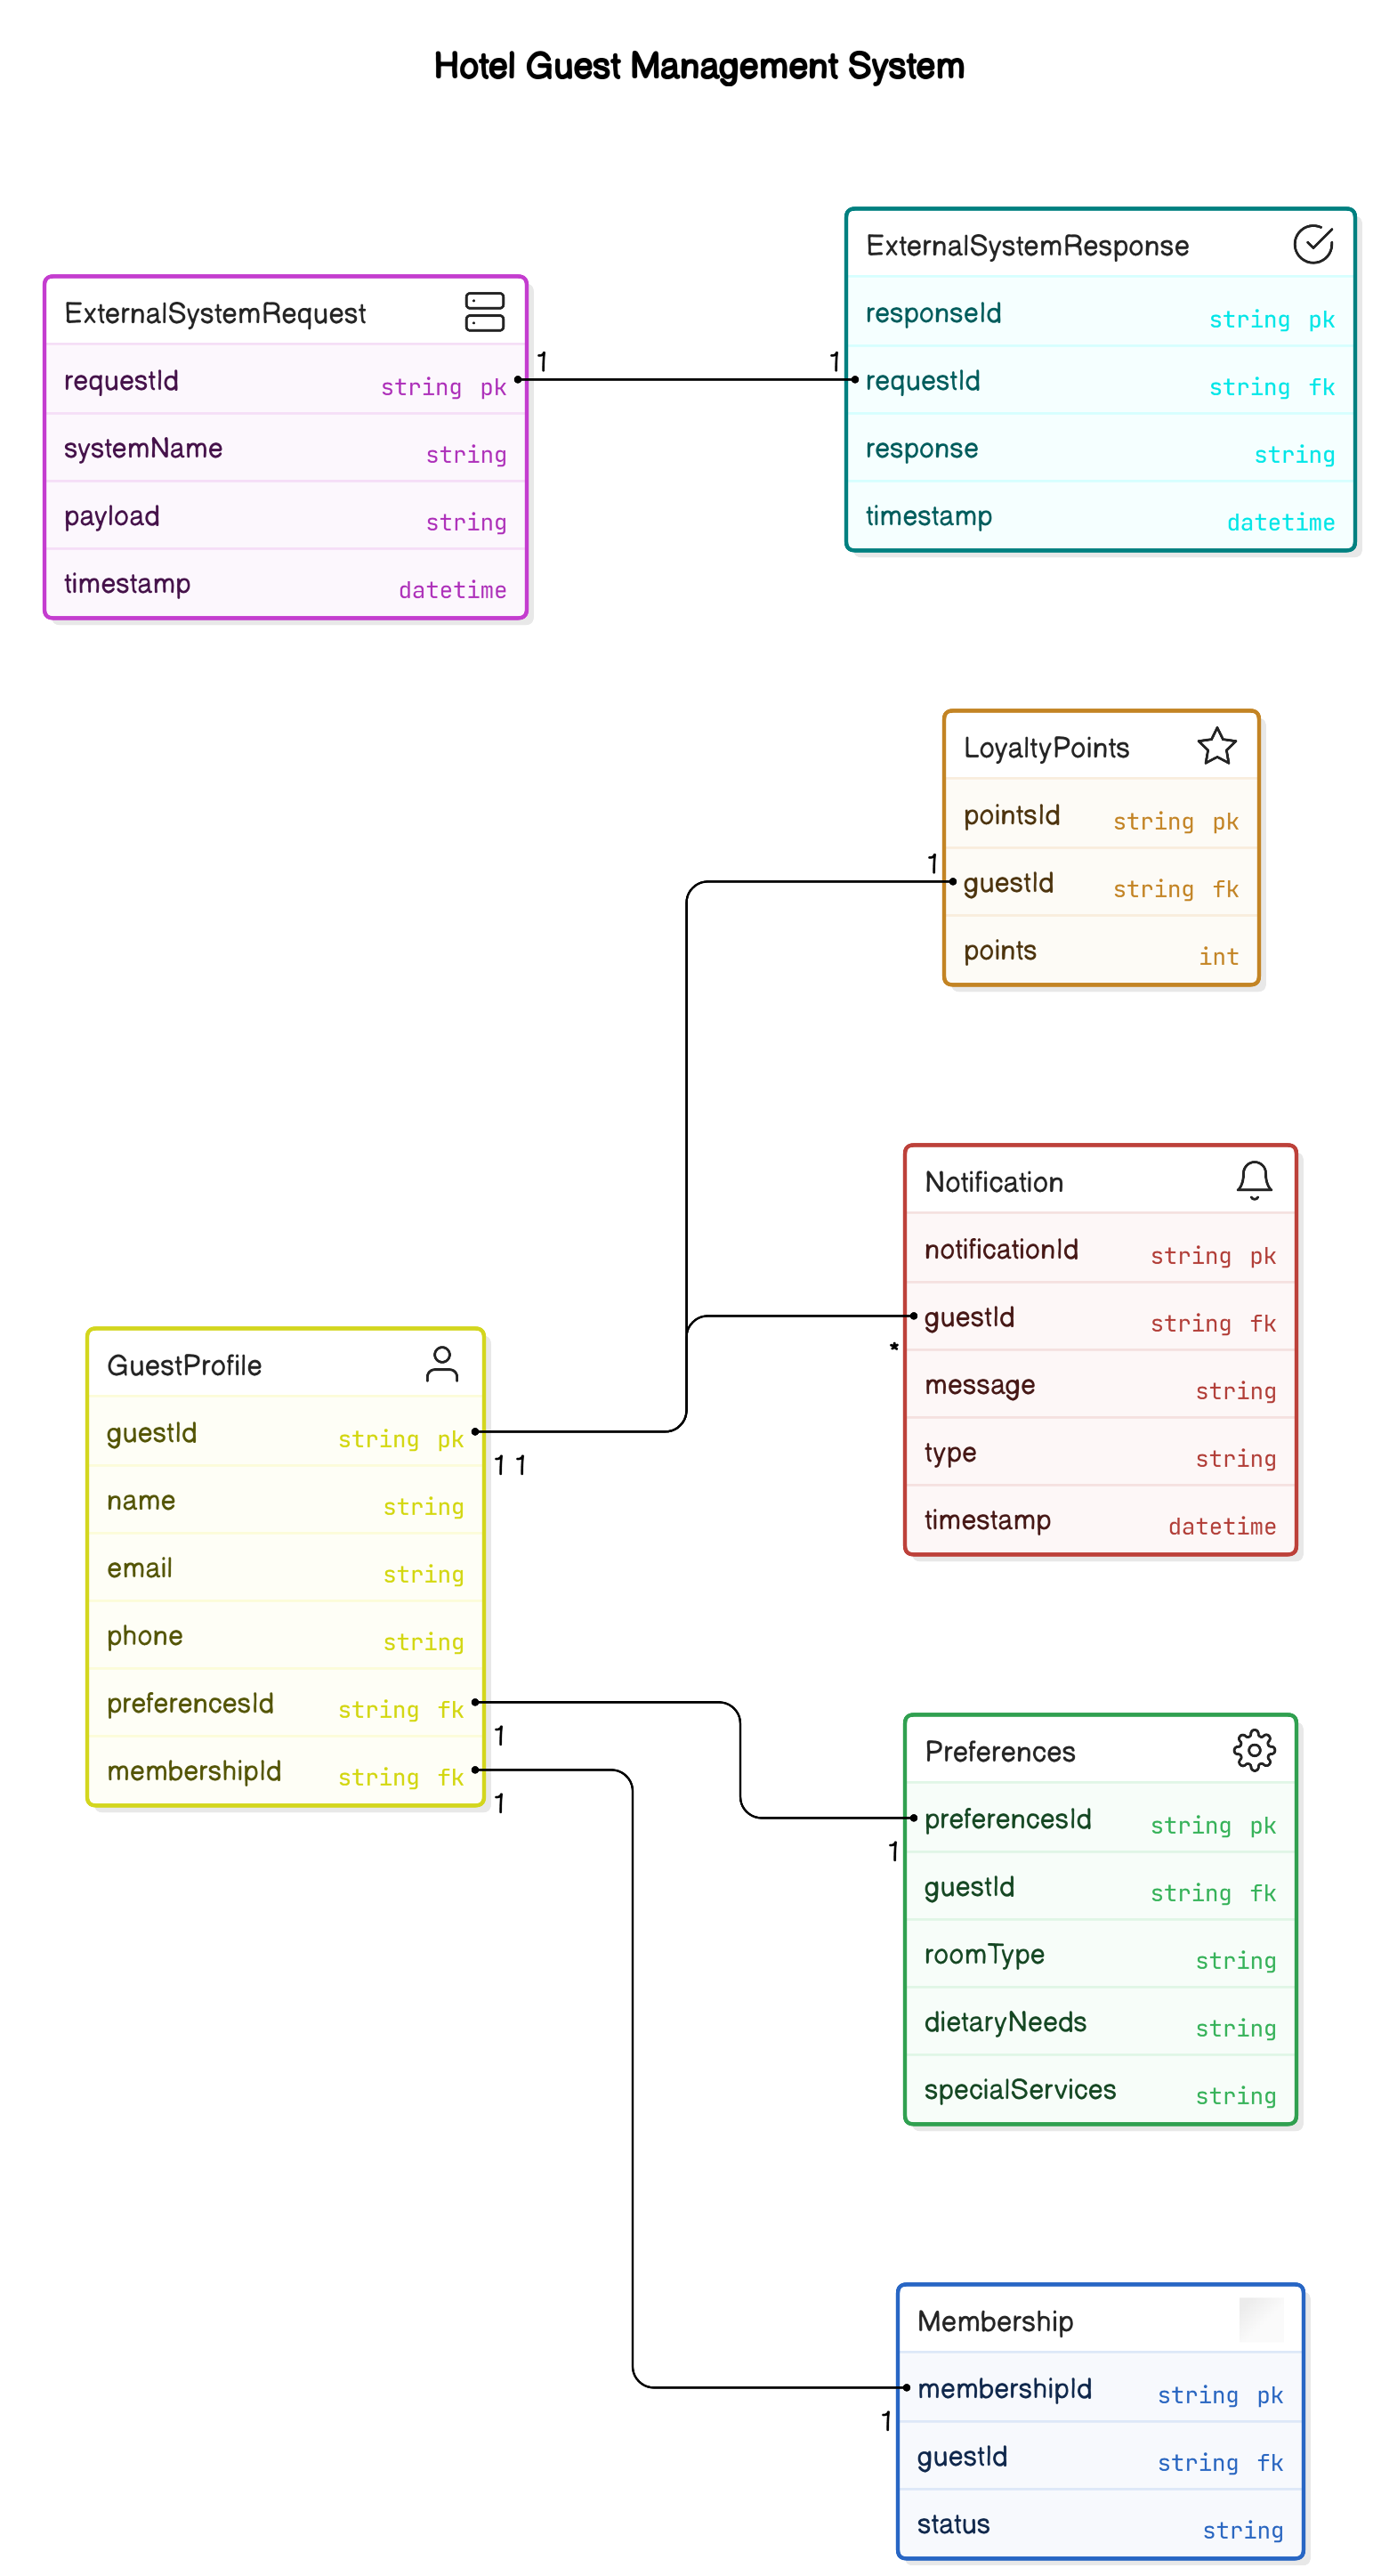 Hotel Guest Management System
ExternalSystemRequest
requestId string pk
systemName string
payload string
timestamp datetime
1 1
ExternalSystemResponse
responseId string pk
requestId string fk
response string
timestamp datetime
LoyaltyPoints
pointsId string pk
1
guestId string fk
points int
Notification
notificationId string pk
guestId string fk
*
message string
type string
timestamp datetime
GuestProfile
guestId string pk
1 1
name string
email string
phone string
preferencesId string fk
1
membershipId string fk
1
Preferences
preferencesId string pk
1
guestId string fk
roomType string
dietaryNeeds string
specialServices string
Membership
membershipId string pk
1
guestId string fk
status string